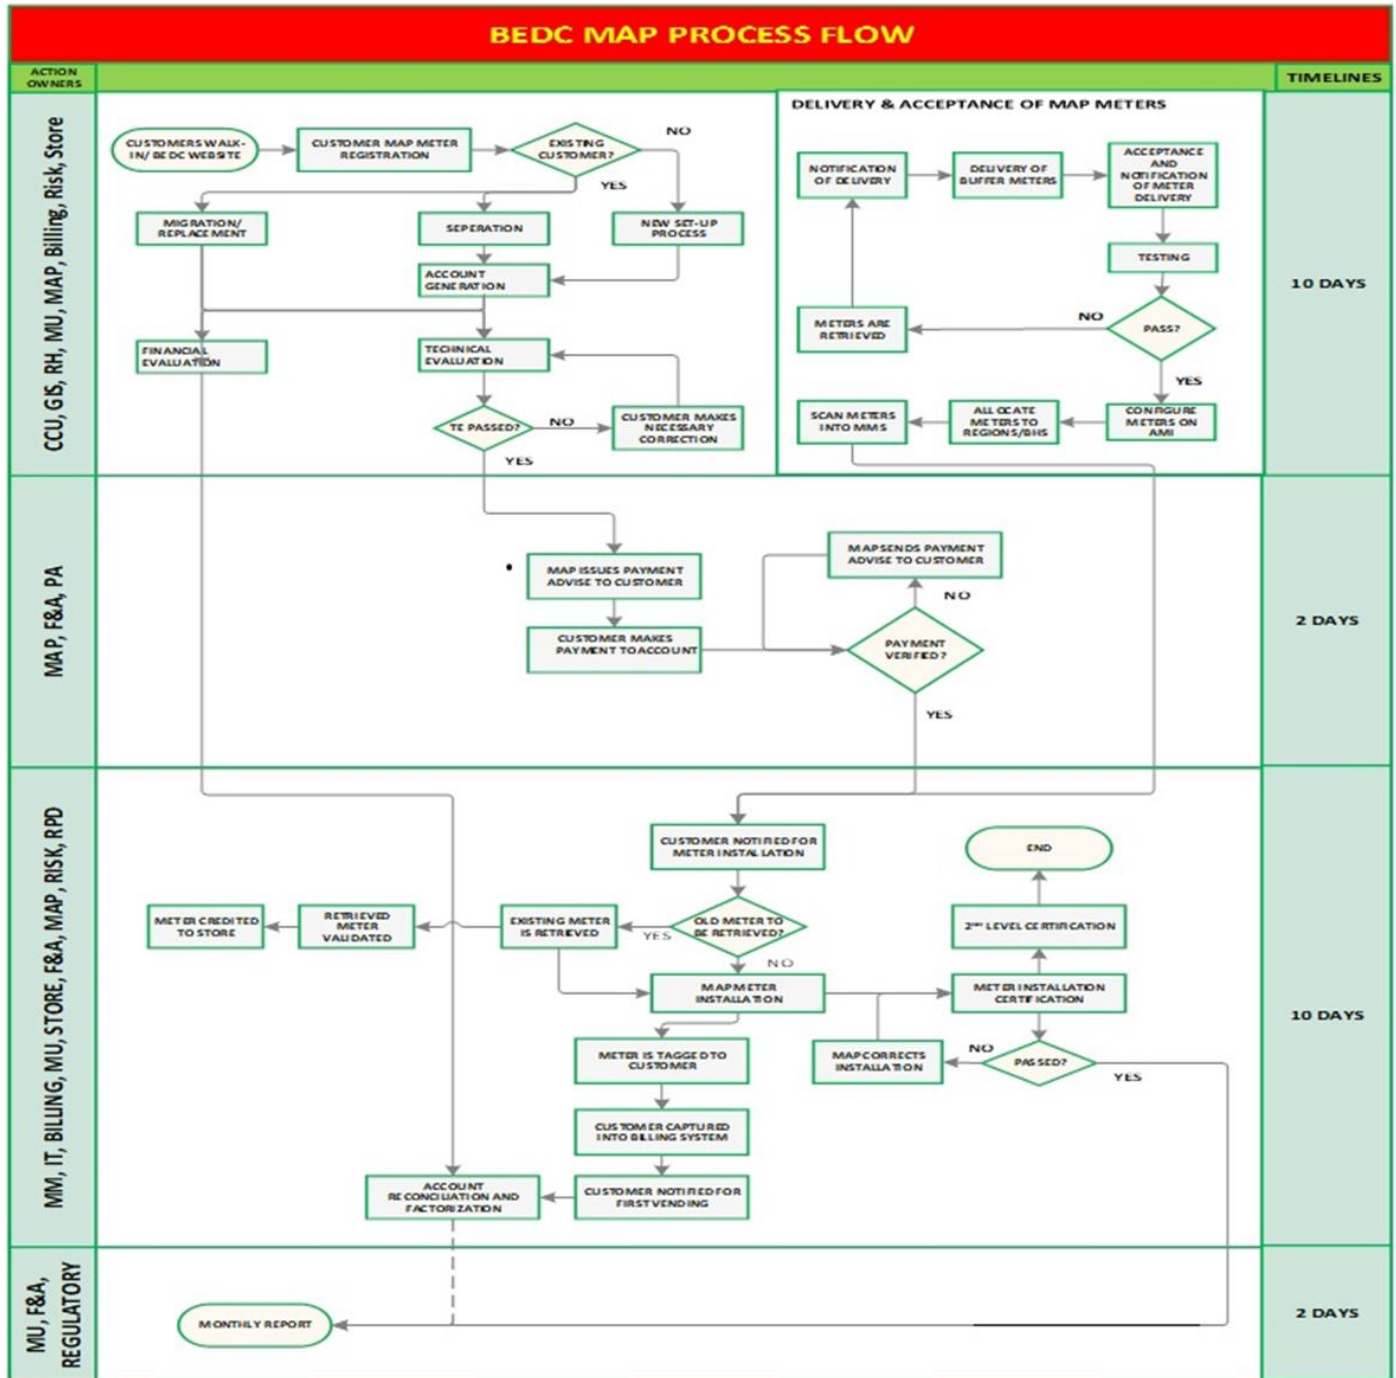 BEDC MAP PROCESS FLOW
ACTION
OWNERS
TIMELINES
CCU, GIS, RH, MU, MAP, Billing, Risk, Store
CUSTOMERS WALK-
IN/ BEDC WEBSITE
CUSTOMER MAP METER
REGISTRATION
EXISTING
CUSTOMER?
NO
YES
MIGRATION/
REPLACEMENT
SEPERATION
NEW SET-UP
PROCESS
ACCOUNT
GENERATION
FINANCIAL
EVALUATION
TECHNICAL
EVALUATION
TE PASSED?
NO
CUSTOMER MAKES
NECESSARY
CORRECTION
YES
DELIVERY & ACCEPTANCE OF MAP METERS
NOTIFICATION
OF DELIVERY
DELIVERY OF
BUFFER METERS
ACCEPTANCE
AND
NOTIFICATION
OF METER
DELIVERY
TESTING
PASS?
NO
METERS ARE
RETRIEVED
YES
CONFIGURE
METERS ON
AMI
ALLOCATE
METERS TO
REGIONS/BHS
SCAN METERS
INTO MMS
10 DAYS
MAP, F&A, PA
MAP ISSUES PAYMENT
ADVISE TO CUSTOMER
CUSTOMER MAKES
PAYMENT TO ACCOUNT
MAP SENDS PAYMENT
ADVISE TO CUSTOMER
NO
PAYMENT
VERIFIED?
YES
2 DAYS
MM, IT, BILLING, MU, STORE, F&A, MAP, RISK, RPD
CUSTOMER NOTIFIED FOR
METER INSTALLATION
OLD METER TO
BE RETRIEVED?
YES
EXISTING METER
IS RETRIEVED
RETRIEVED
METER
VALIDATED
METER CREDITED
TO STORE
NO
MAP METER
INSTALLATION
METER IS TAGGED TO
CUSTOMER
CUSTOMER CAPTURED
INTO BILLING SYSTEM
CUSTOMER NOTIFIED FOR
FIRST VENDING
ACCOUNT
RECONCILIATION AND
FACTORIZATION
END
2ND LEVEL CERTIFICATION
METER INSTALLATION
CERTIFICATION
PASSED?
NO
MAP CORRECTS
INSTALLATION
YES
10 DAYS
MU, F&A,
REGULATORY
MONTHLY REPORT
2 DAYS